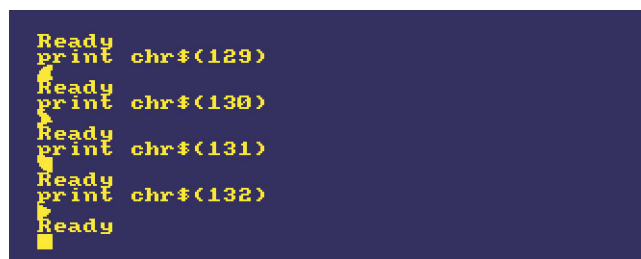 Ready
print chr$(129)
Ready
print chr$(130)
Ready
print chr$(131)
Ready
print chr$(132)
Ready